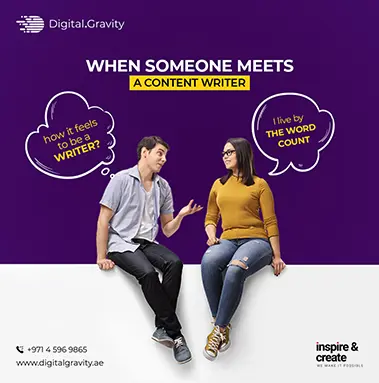 Digital.Gravity
WHEN SOMEONE MEETS
A CONTENT WRITER
how it feels
to be a
WRITER?
I live by
THE WORD
COUNT
+971 4 596 9865
www.digitalgravity.ae
inspire &
create
WE MAKE IT POSSIBLE